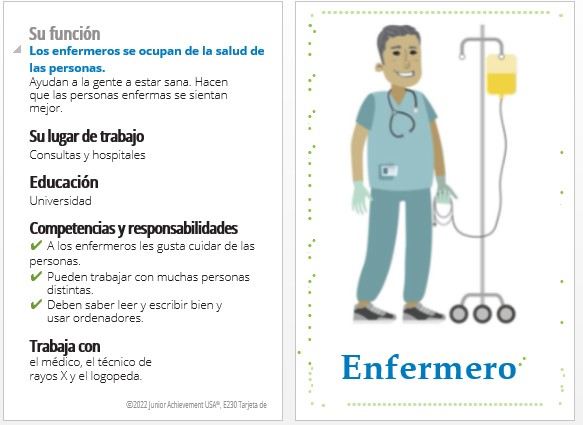 Su función
Los enfermeros se ocupan de la salud de
las personas.
Ayudan a la gente a estar sana. Hacen
que las personas enfermas se sientan
mejor.
Su lugar de trabajo
Consultas y hospitales
Educación
Universidad
Competencias y responsabilidades
✔ A los enfermeros les gusta cuidar de las
personas.
✔ Pueden trabajar con muchas personas
distintas.
✔ Deben saber leer y escribir bien y
usar ordenadores.
Trabaja con
el médico, el técnico de
rayos X y el logopeda.
©2022 Junior Achievement USA®, E230 Tarjeta de
Enfermero